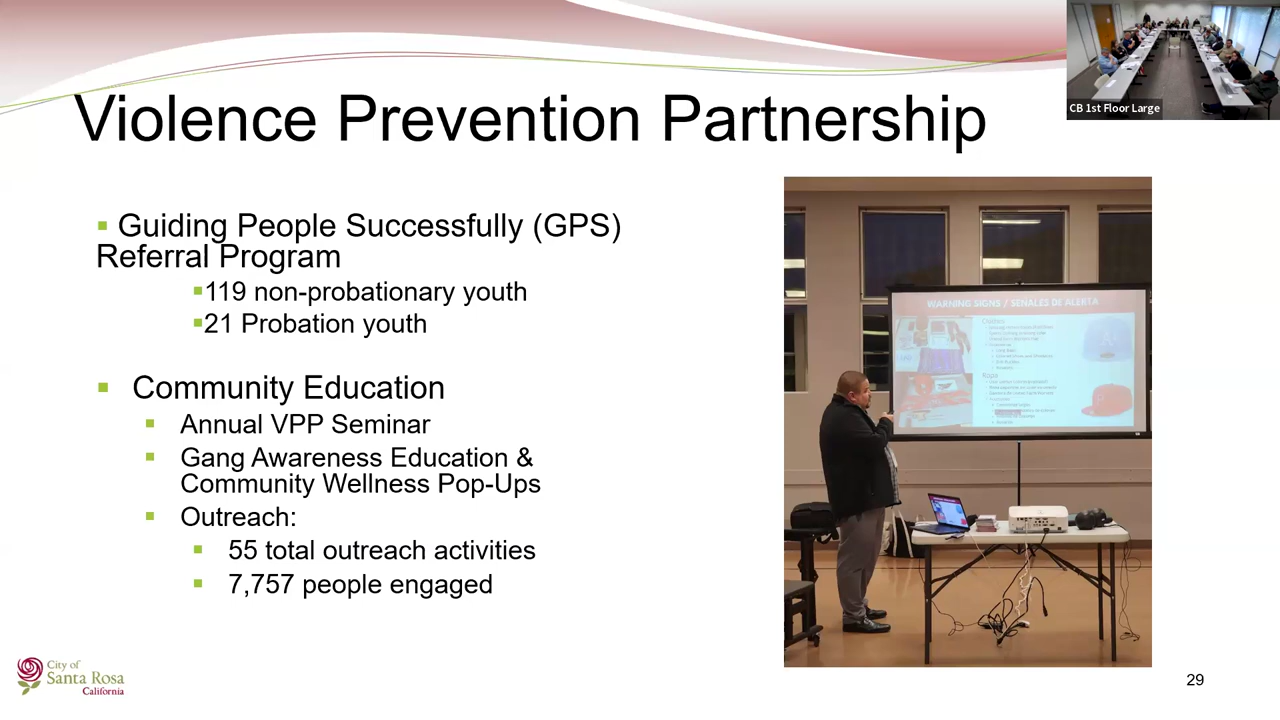 CB 1st Floor Large
Violence Prevention Partnership
▪ Guiding People Successfully (GPS)
Referral Program
▪119 non-probationary youth
▪21 Probation youth
▪ Community Education
▪ Annual VPP Seminar
▪ Gang Awareness Education &
Community Wellness Pop-Ups
▪ Outreach:
▪ 55 total outreach activities
▪ 7,757 people engaged
WARNING SIGNS / SEÑALES DE ALERTA
Clothes
Ropa
City of
Santa Rosa
California
29